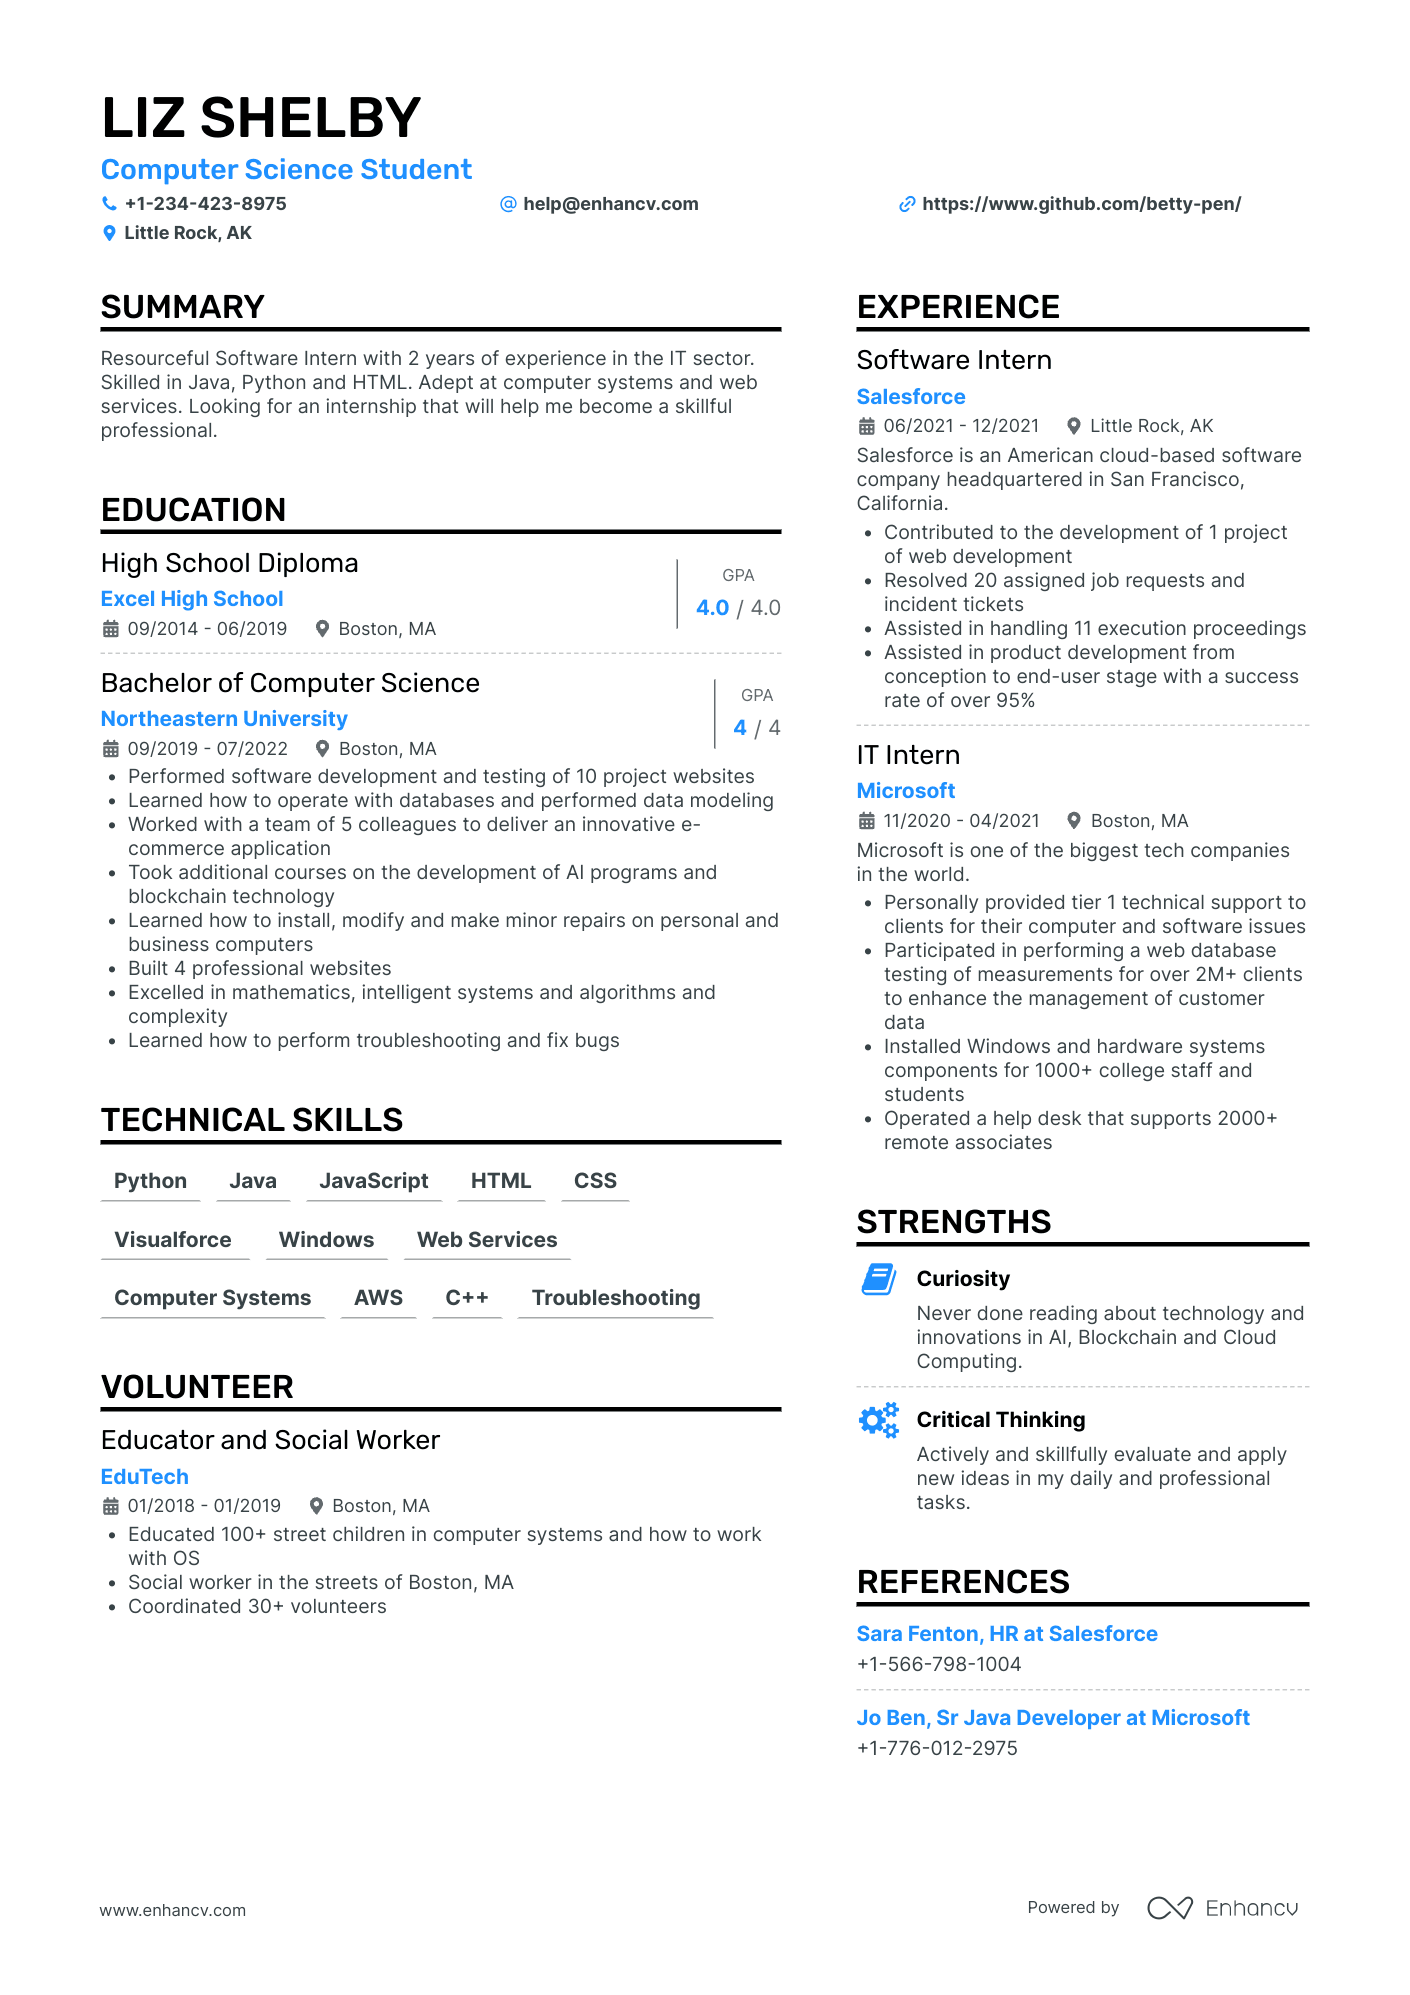 LIZ SHELBY
Computer Science Student
+1-234-423-8975
help@enhancv.com
https://www.github.com/betty-pen/
Little Rock, AK
SUMMARY
Resourceful Software Intern with 2 years of experience in the IT sector.
Skilled in Java, Python and HTML. Adept at computer systems and web
services. Looking for an internship that will help me become a skillful
professional.
EDUCATION
High School Diploma
Excel High School
09/2014 - 06/2019 Boston, MA
GPA
4.0 / 4.0
Bachelor of Computer Science
Northeastern University
09/2019 - 07/2022 Boston, MA
GPA
4 / 4
• Performed software development and testing of 10 project websites
• Learned how to operate with databases and performed data modeling
• Worked with a team of 5 colleagues to deliver an innovative e-
commerce application
• Took additional courses on the development of AI programs and
blockchain technology
• Learned how to install, modify and make minor repairs on personal and
business computers
• Built 4 professional websites
• Excelled in mathematics, intelligent systems and algorithms and
complexity
• Learned how to perform troubleshooting and fix bugs
TECHNICAL SKILLS
Python Java JavaScript HTML CSS
Visualforce Windows Web Services
Computer Systems AWS C++ Troubleshooting
VOLUNTEER
Educator and Social Worker
EduTech
01/2018 - 01/2019 Boston, MA
• Educated 100+ street children in computer systems and how to work
with OS
• Social worker in the streets of Boston, MA
• Coordinated 30+ volunteers
EXPERIENCE
Software Intern
Salesforce
06/2021 - 12/2021 Little Rock, AK
Salesforce is an American cloud-based software
company headquartered in San Francisco,
California.
• Contributed to the development of 1 project
of web development
• Resolved 20 assigned job requests and
incident tickets
• Assisted in handling 11 execution proceedings
• Assisted in product development from
conception to end-user stage with a success
rate of over 95%
IT Intern
Microsoft
11/2020 - 04/2021 Boston, MA
Microsoft is one of the biggest tech companies
in the world.
• Personally provided tier 1 technical support to
clients for their computer and software issues
• Participated in performing a web database
testing of measurements for over 2M+ clients
to enhance the management of customer
data
• Installed Windows and hardware systems
components for 1000+ college staff and
students
• Operated a help desk that supports 2000+
remote associates
STRENGTHS
Curiosity
Never done reading about technology and
innovations in AI, Blockchain and Cloud
Computing.
Critical Thinking
Actively and skillfully evaluate and apply
new ideas in my daily and professional
tasks.
REFERENCES
Sara Fenton, HR at Salesforce
+1-566-798-1004
Jo Ben, Sr Java Developer at Microsoft
+1-776-012-2975
www.enhancv.com
Powered by Enhancv